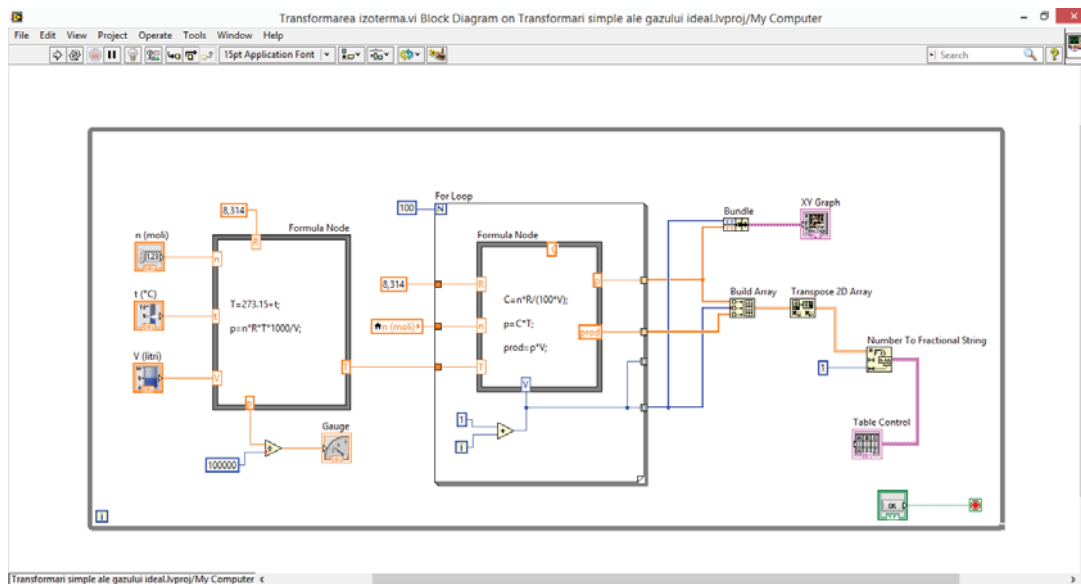 Transformarea izoterma.vi Block Diagram on Transformari simple ale gazului ideal.lvproj/My Computer
File Edit View Project Operate Tools Window Help
15pt Application Font
Search
For Loop
100
N
8,314
Formula Node
R
n (moli)
n
t (°C)
t
V (litri)
V
T=273.15+t;
p=n*R*T*1000/V;
T
p
100000
Gauge
Formula Node
C
8,314
R
n (moli)
n
T
C=n*R/(100*V);
p=C*T;
prod=p*V;
p
prod
V
1
i
Bundle
XY Graph
Build Array
Transpose 2D Array
Number To Fractional String
1
Table Control
OK
i
Transformari simple ale gazului ideal.lvproj/My Computer